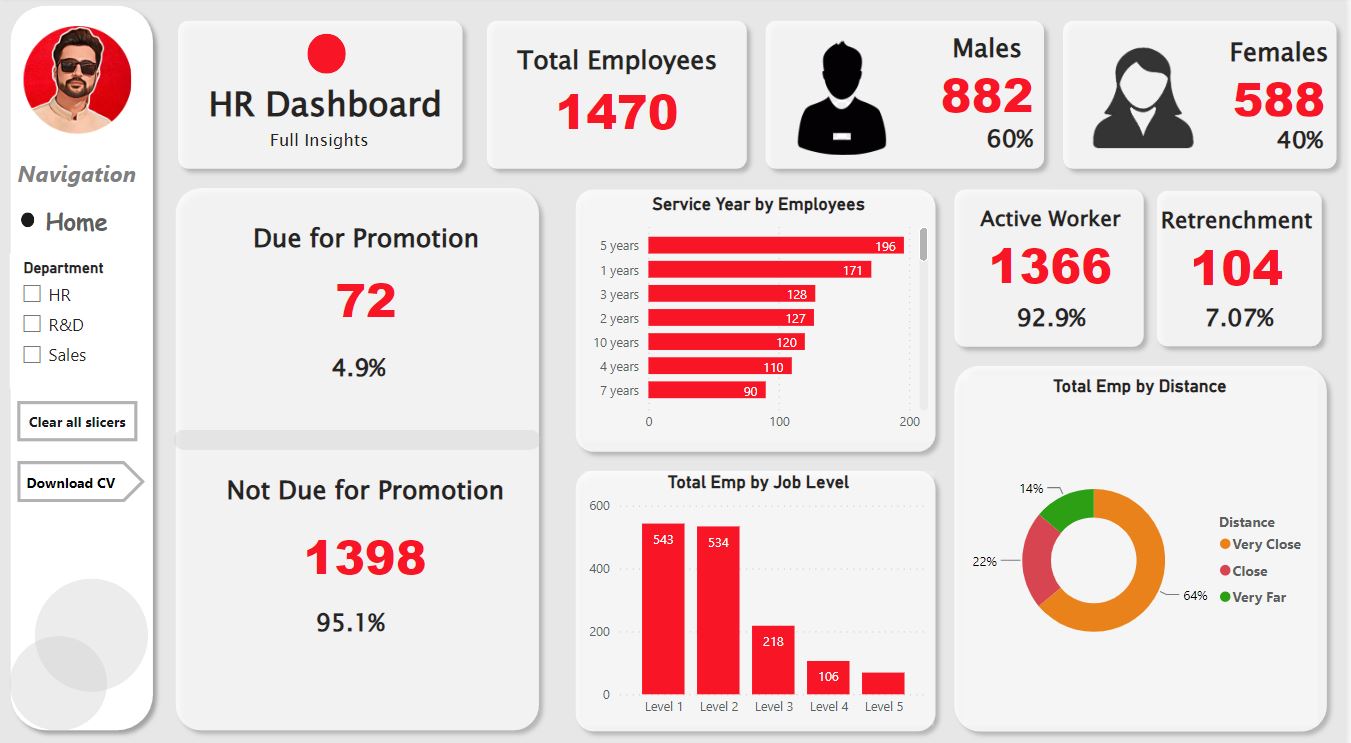 Navigation
Home
Department
HR
R&D
Sales
Clear all slicers
Download CV
HR Dashboard
Full Insights
Total Employees
1470
Males
882
60%
Females
588
40%
Due for Promotion
72
4.9%
Not Due for Promotion
1398
95.1%
Service Year by Employees
5 years 196
1 years 171
3 years 128
2 years 127
10 years 120
4 years 110
7 years 90
0 100 200
Total Emp by Job Level
600
400
200
0
543 534 218 106
Level 1 Level 2 Level 3 Level 4 Level 5
Active Worker
1366
92.9%
Retrenchment
104
7.07%
Total Emp by Distance
14%
22%
64%
Distance
Very Close
Close
Very Far